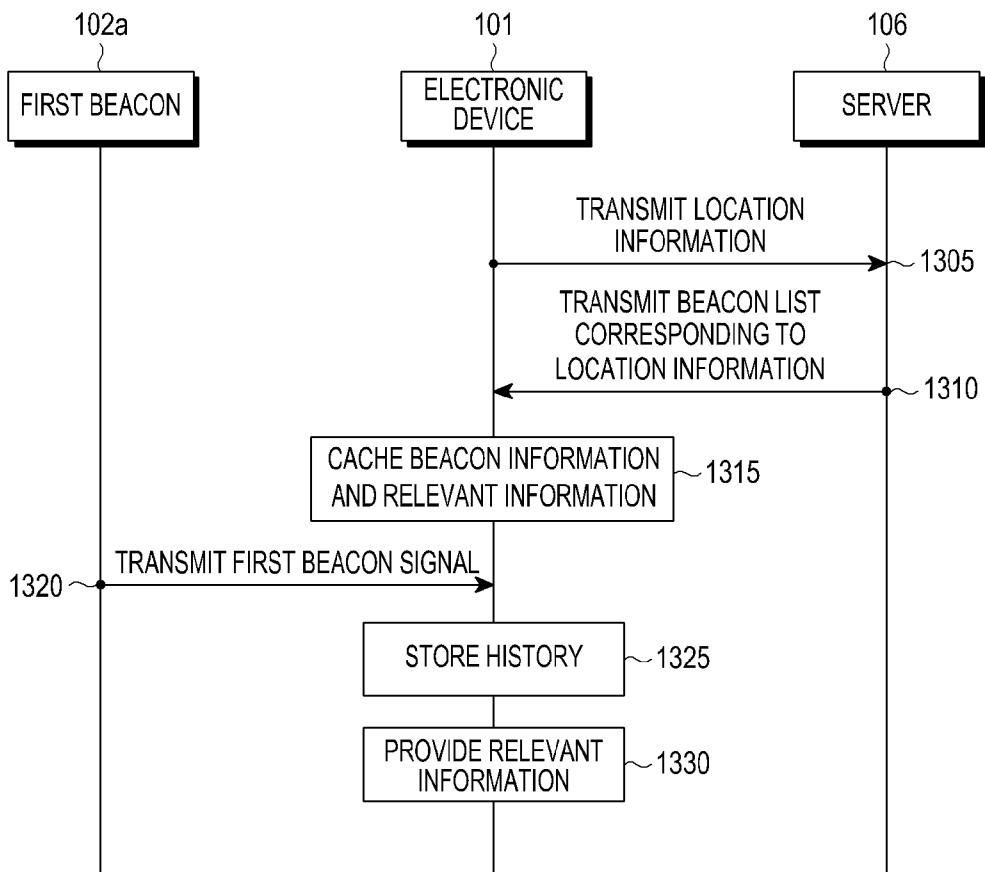 102a
101
106
FIRST BEACON
ELECTRONIC
DEVICE
SERVER
TRANSMIT LOCATION
INFORMATION
1305
TRANSMIT BEACON LIST
CORRESPONDING TO
LOCATION INFORMATION
1310
CACHE BEACON INFORMATION
AND RELEVANT INFORMATION
1315
TRANSMIT FIRST BEACON SIGNAL
1320
STORE HISTORY
1325
PROVIDE RELEVANT
INFORMATION
1330